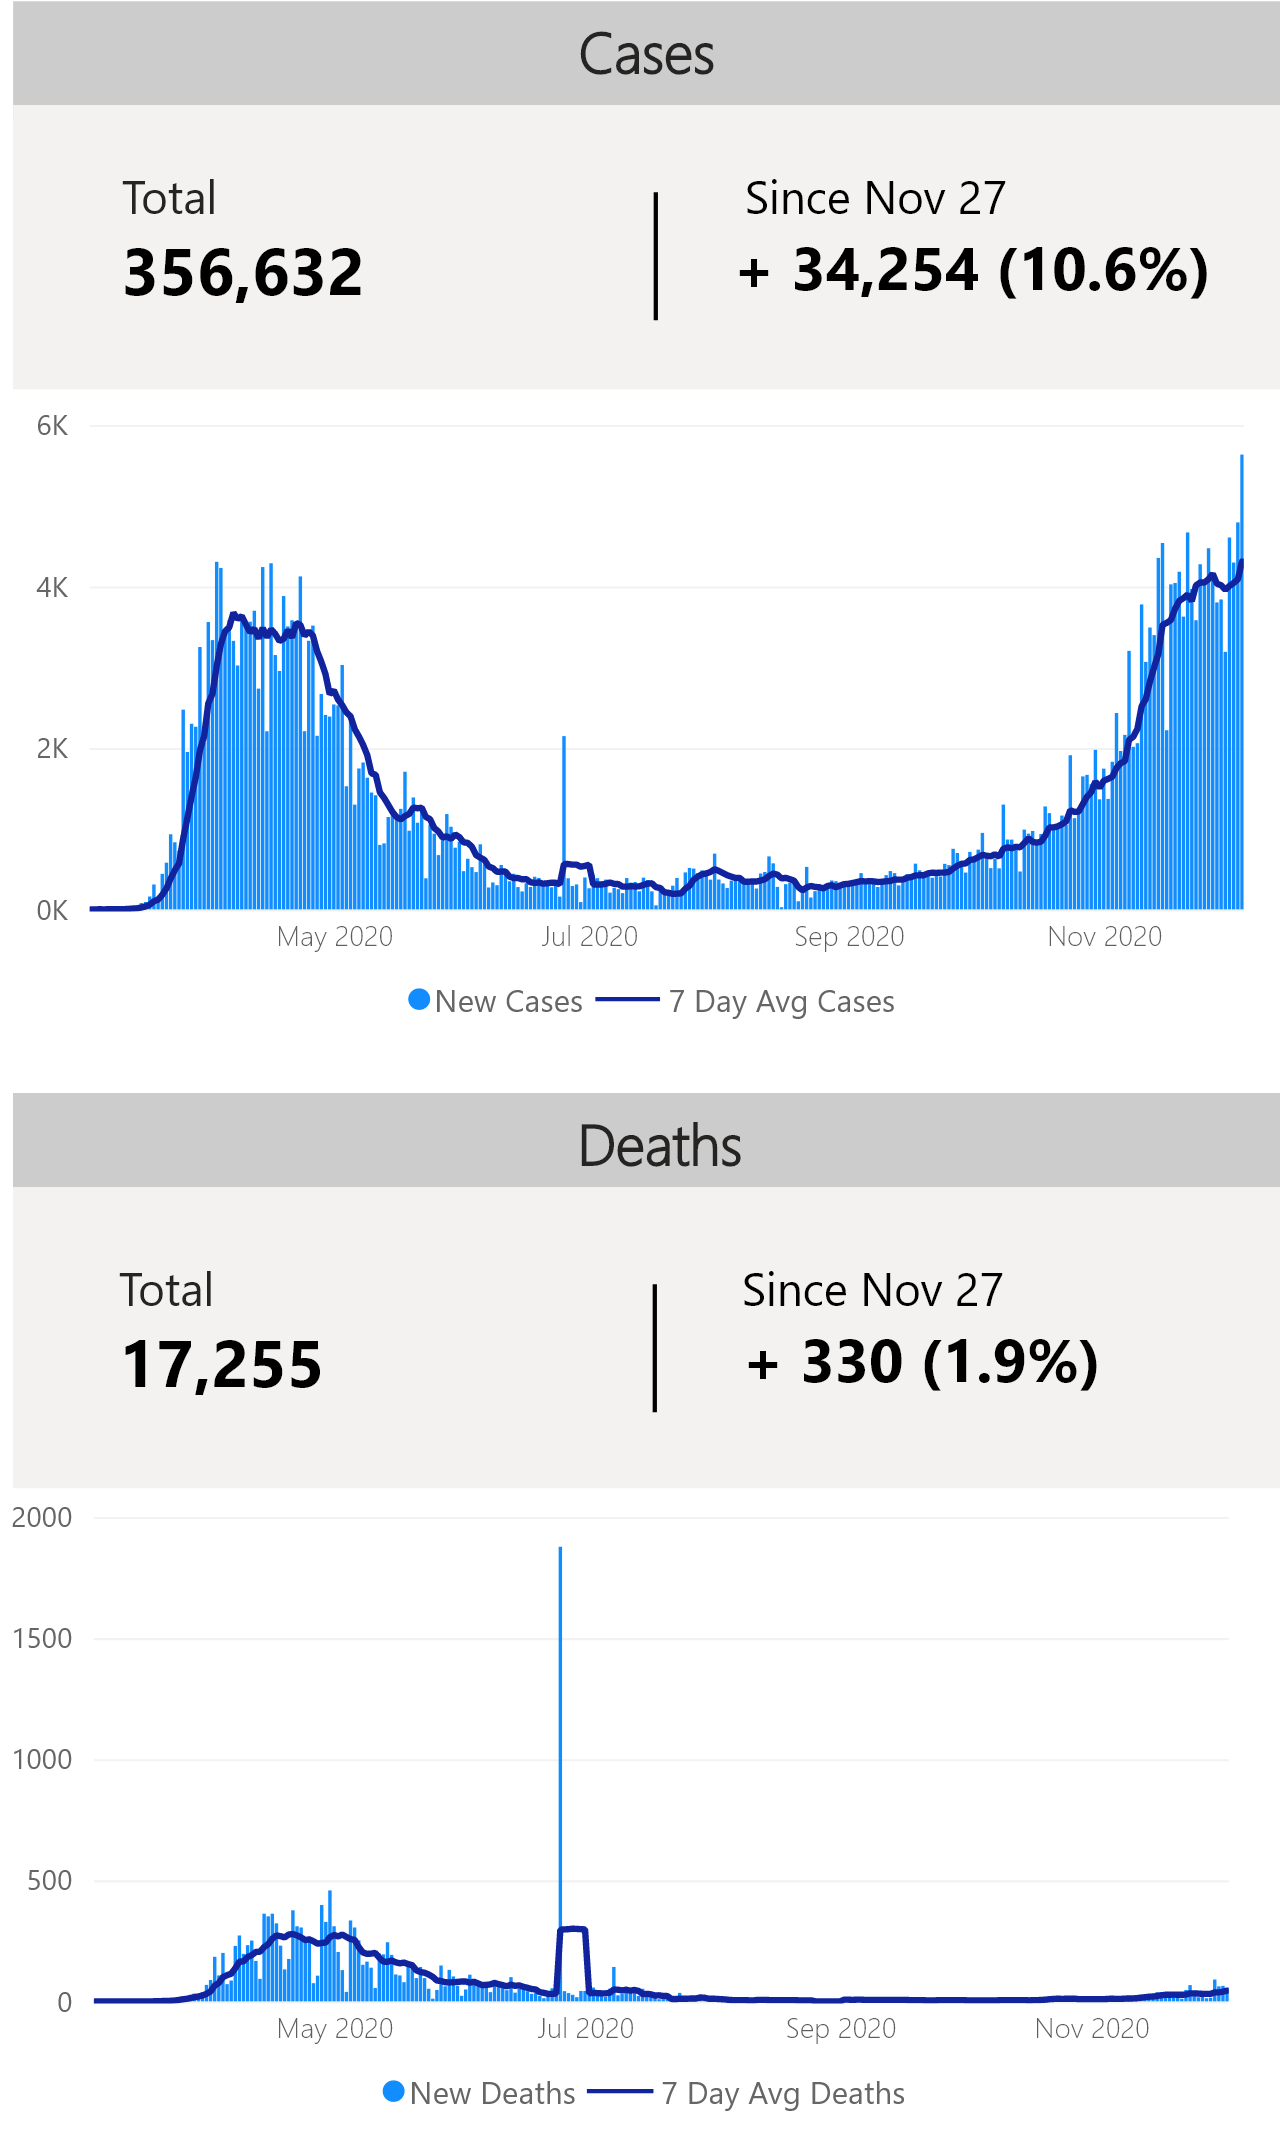 Cases
Total
Since Nov 27
356,632
+ 34,254 (10.6%)
6K
4K
2K
0K
May 2020
Jul 2020
Sep 2020
Nov 2020
New Cases
7 Day Avg Cases
Deaths
Total
Since Nov 27
17,255
+ 330 (1.9%)
2000
1500
1000
500
0
May 2020
Jul 2020
Sep 2020
Nov 2020
New Deaths
7 Day Avg Deaths